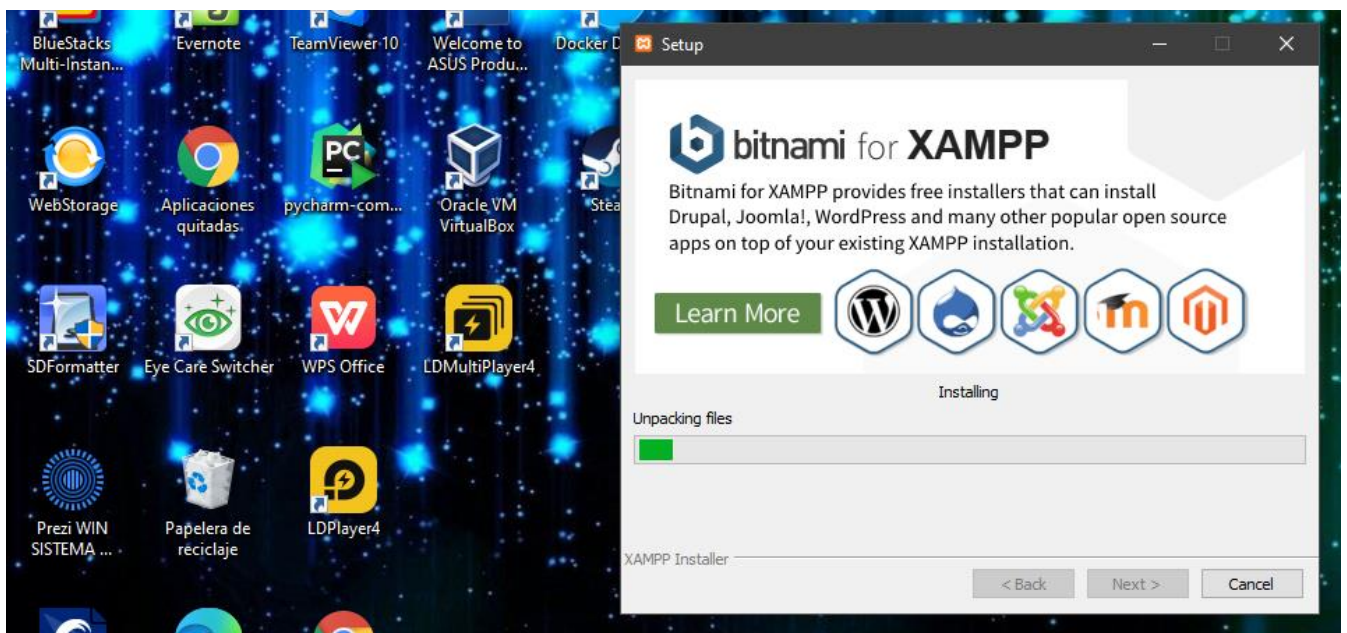 BlueStacks
Multi-Instan...
Evernote
TeamViewer 10
Welcome to
ASUS Produ...
Docker D
WebStorage
Aplicaciones
quitadas
PC
pycharm-com...
Oracle VM
VirtualBox
Stea
SDFormatter
Eye Care Switcher
WPS Office
LDMultiPlayer4
Prezi WIN
SISTEMA ...
Papelera de
reciclaje
LDPlayer4
Setup
bitnami for XAMPP
Bitnami for XAMPP provides free installers that can install
Drupal, Joomla!, WordPress and many other popular open source
apps on top of your existing XAMPP installation.
Learn More
Installing
Unpacking files
XAMPP Installer
< Back
Next >
Cancel